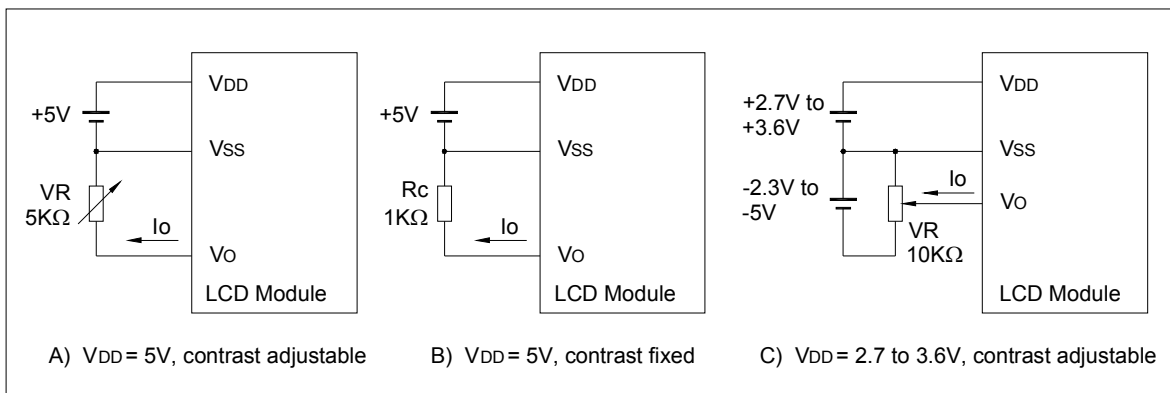 VDD
+5V
VSS
VR
5KΩ
Io
VO
LCD Module
A) VDD = 5V, contrast adjustable
VDD
+5V
VSS
Rc
1KΩ
Io
VO
LCD Module
B) VDD = 5V, contrast fixed
VDD
+2.7V to
+3.6V
VSS
Io
-2.3V to
-5V
VO
VR
10KΩ
LCD Module
C) VDD = 2.7 to 3.6V, contrast adjustable